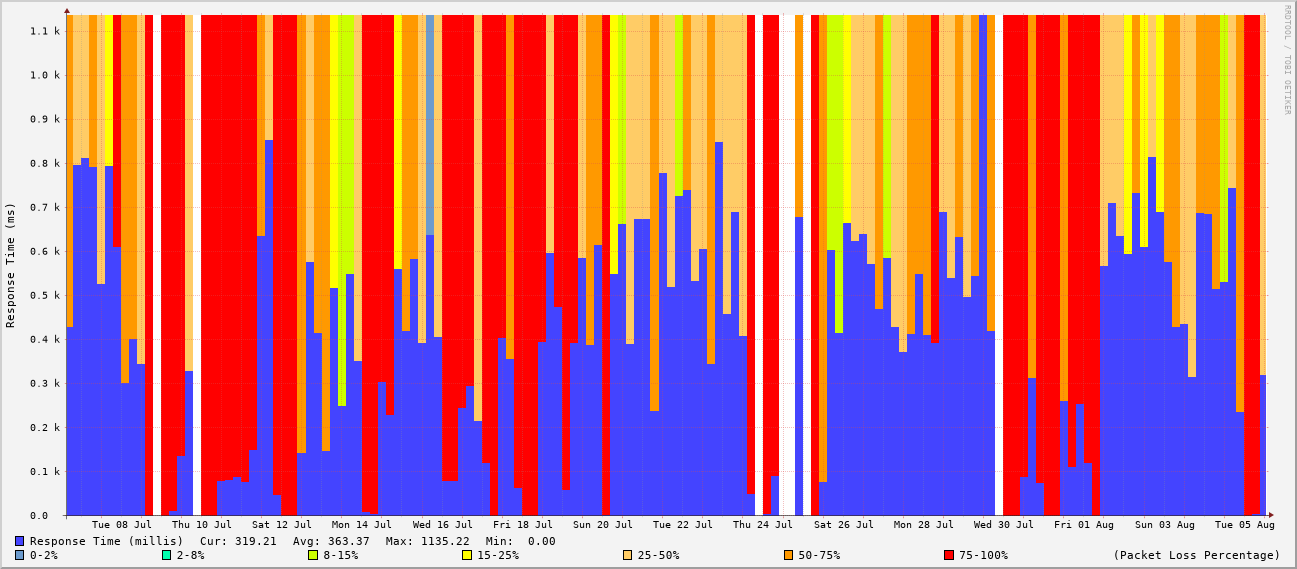 RRDTOOL / TOBI OETIKER
Response Time (ms)
1.1 k
1.0 k
0.9 k
0.8 k
0.7 k
0.6 k
0.5 k
0.4 k
0.3 k
0.2 k
0.1 k
0.0
Tue 08 Jul Thu 10 Jul Sat 12 Jul Mon 14 Jul Wed 16 Jul Fri 18 Jul Sun 20 Jul Tue 22 Jul Thu 24 Jul Sat 26 Jul Mon 28 Jul Wed 30 Jul Fri 01 Aug Sun 03 Aug Tue 05 Aug
Response Time (millis) Cur: 319.21 Avg: 363.37 Max: 1135.22 Min: 0.00
0-2% 2-8% 8-15% 15-25% 25-50% 50-75% 75-100% (Packet Loss Percentage)